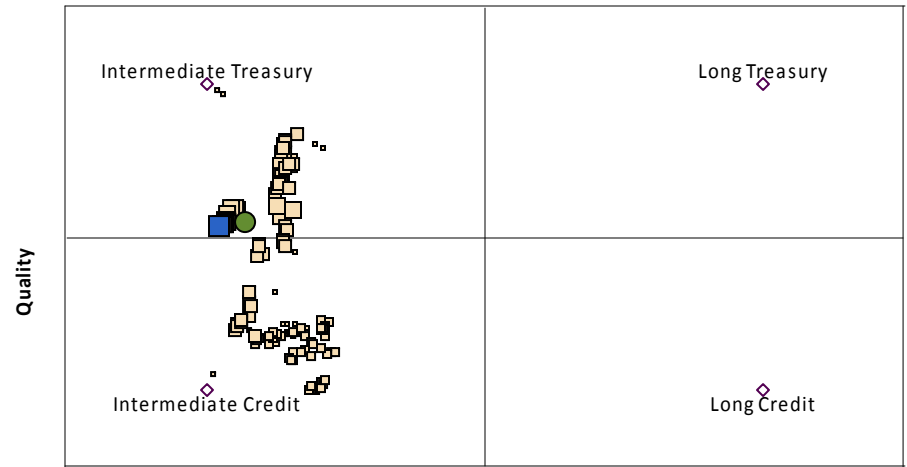 Intermediate Treasury
Long Treasury
Quality
Intermediate Credit
Long Credit